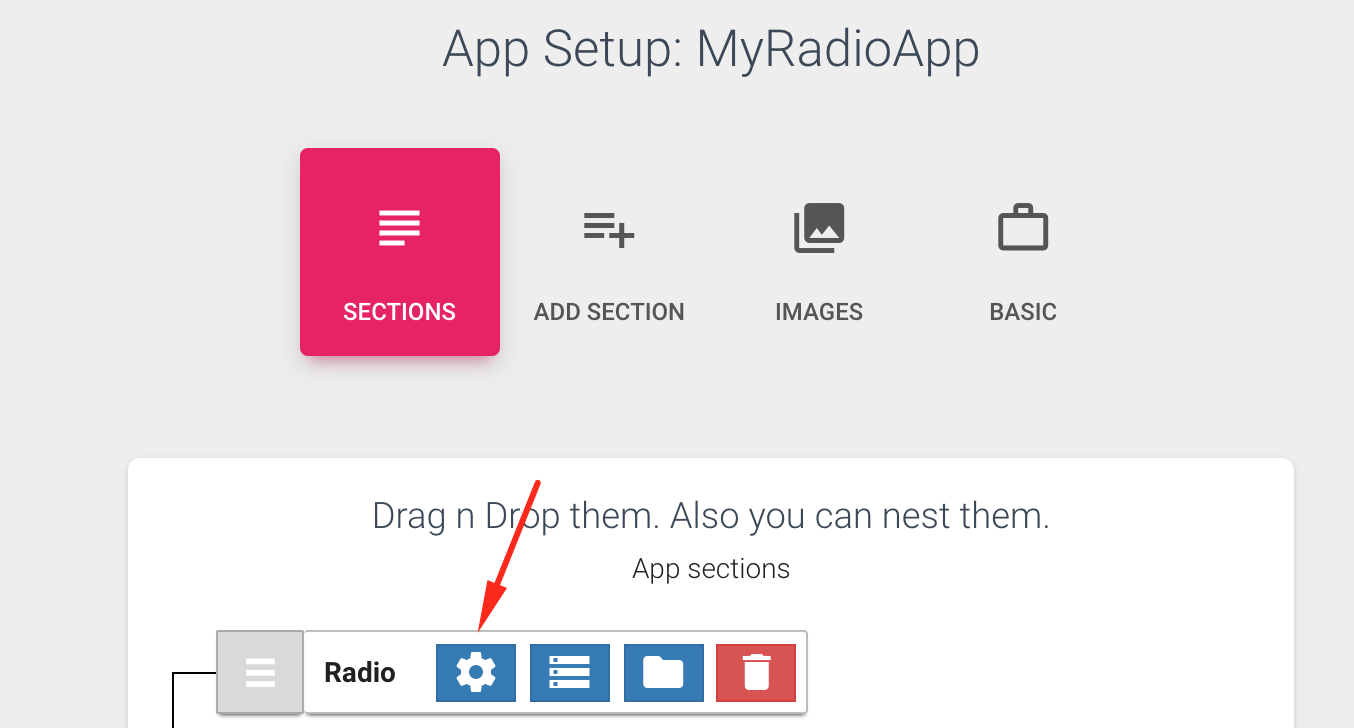 App Setup: MyRadioApp
SECTIONS
ADD SECTION
IMAGES
BASIC
Drag n Drop them. Also you can nest them.
App sections
Radio